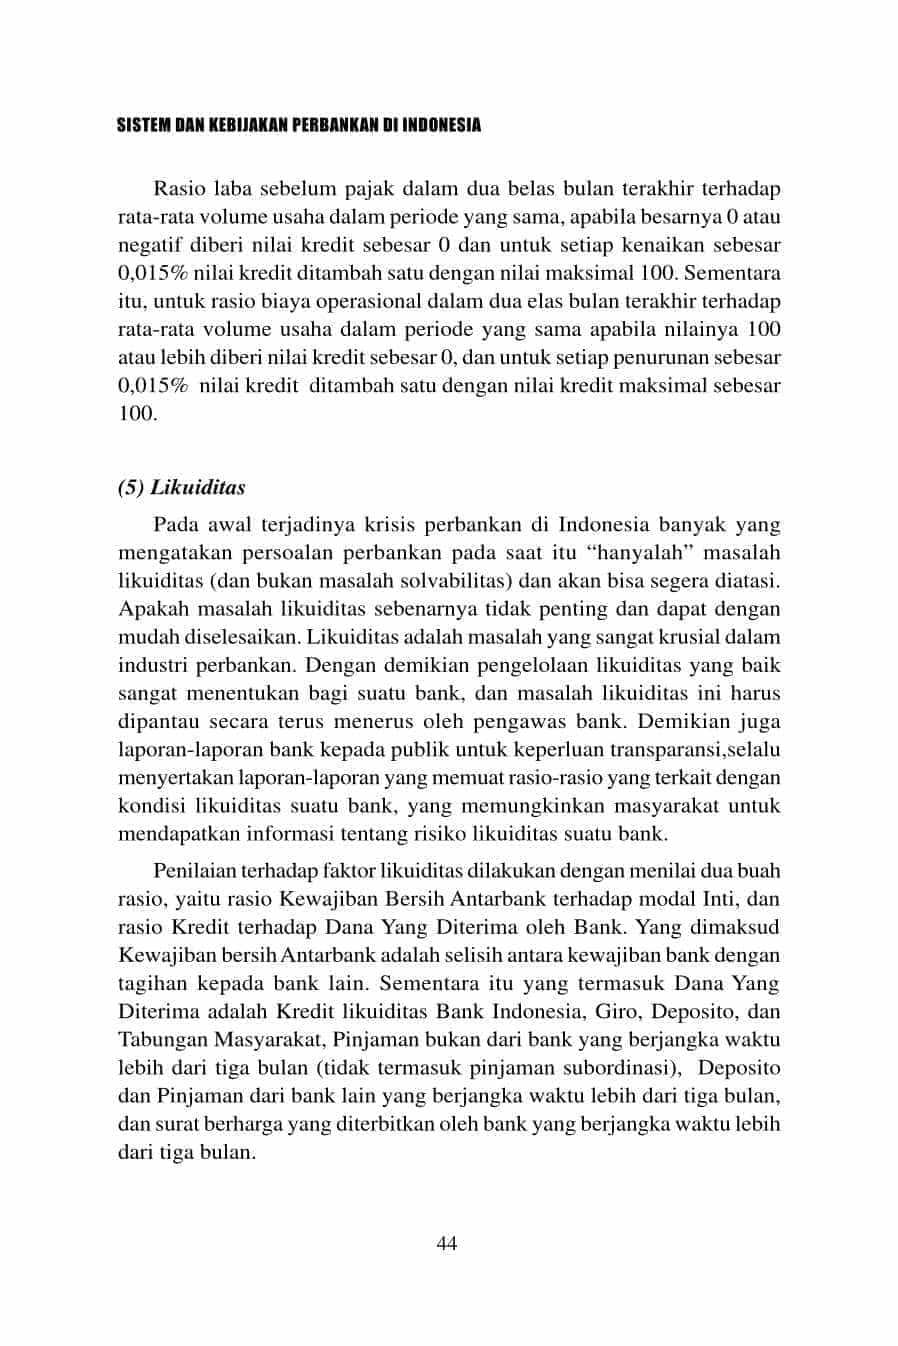 SISTEM DAN KEBIJAKAN PERBANKAN DI INDONESIA
Rasio laba sebelum pajak dalam dua belas bulan terakhir terhadap
rata-rata volume usaha dalam periode yang sama, apabila besarnya 0 atau
negatif diberi nilai kredit sebesar 0 dan untuk setiap kenaikan sebesar
0,015% nilai kredit ditambah satu dengan nilai maksimal 100. Sementara
itu, untuk rasio biaya operasional dalam dua elas bulan terakhir terhadap
rata-rata volume usaha dalam periode yang sama apabila nilainya 100
atau lebih diberi nilai kredit sebesar 0, dan untuk setiap penurunan sebesar
0,015%  nilai kredit  ditambah satu dengan nilai kredit maksimal sebesar
100.
(5) Likuiditas
Pada awal terjadinya krisis perbankan di Indonesia banyak yang
mengatakan persoalan perbankan pada saat itu “hanyalah” masalah
likuiditas (dan bukan masalah solvabilitas) dan akan bisa segera diatasi.
Apakah masalah likuiditas sebenarnya tidak penting dan dapat dengan
mudah diselesaikan. Likuiditas adalah masalah yang sangat krusial dalam
industri perbankan. Dengan demikian pengelolaan likuiditas yang baik
sangat menentukan bagi suatu bank, dan masalah likuiditas ini harus
dipantau secara terus menerus oleh pengawas bank. Demikian juga
laporan-laporan bank kepada publik untuk keperluan transparansi,selalu
menyertakan laporan-laporan yang memuat rasio-rasio yang terkait dengan
kondisi likuiditas suatu bank, yang memungkinkan masyarakat untuk
mendapatkan informasi tentang risiko likuiditas suatu bank.
Penilaian terhadap faktor likuiditas dilakukan dengan menilai dua buah
rasio, yaitu rasio Kewajiban Bersih Antarbank terhadap modal Inti, dan
rasio Kredit terhadap Dana Yang Diterima oleh Bank. Yang dimaksud
Kewajiban bersih Antarbank adalah selisih antara kewajiban bank dengan
tagihan kepada bank lain. Sementara itu yang termasuk Dana Yang
Diterima adalah Kredit likuiditas Bank Indonesia, Giro, Deposito, dan
Tabungan Masyarakat, Pinjaman bukan dari bank yang berjangka waktu
lebih dari tiga bulan (tidak termasuk pinjaman subordinasi),  Deposito
dan Pinjaman dari bank lain yang berjangka waktu lebih dari tiga bulan,
dan surat berharga yang diterbitkan oleh bank yang berjangka waktu lebih
dari tiga bulan.
44